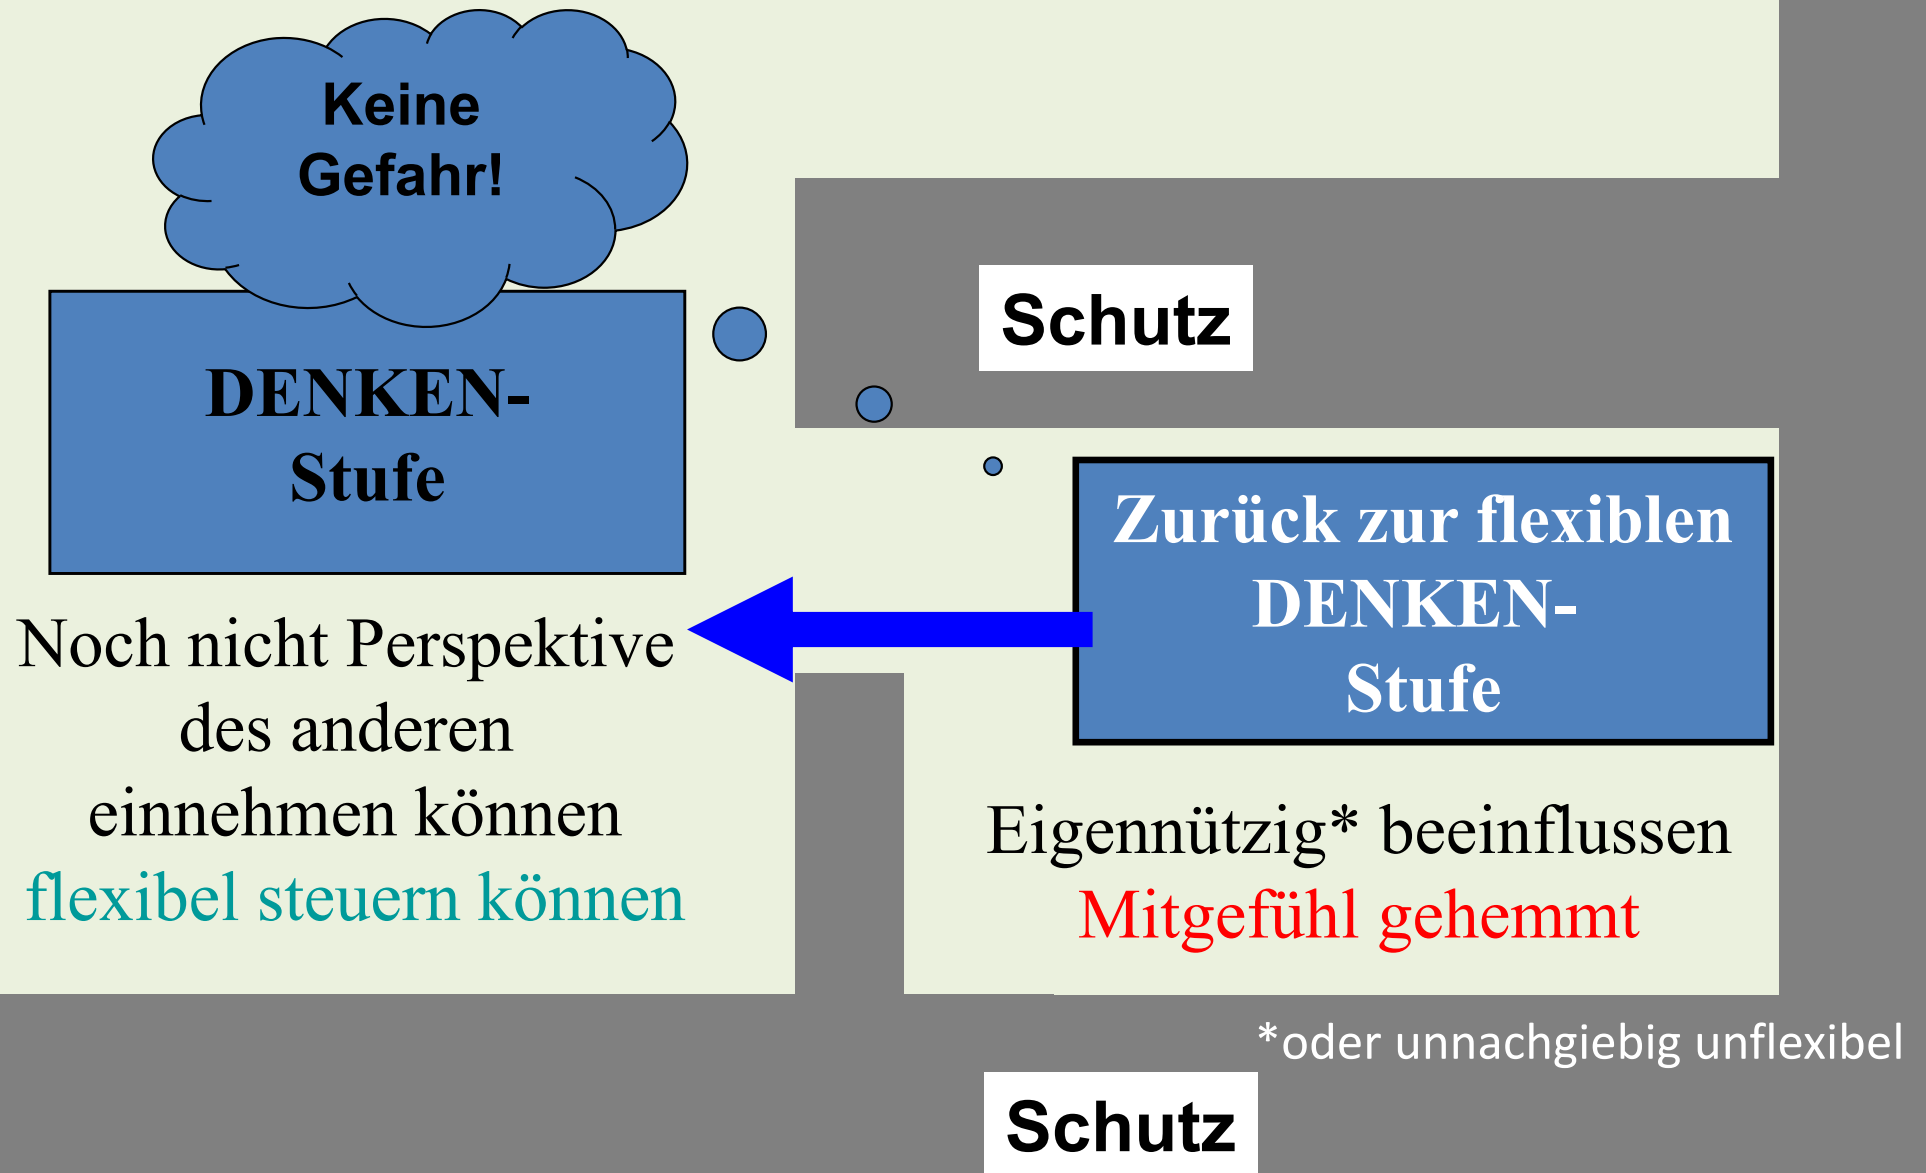 Keine
Gefahr!
DENKEN-
Stufe
Noch nicht Perspektive
des anderen
einnehmen können
flexibel steuern können
Schutz
Zurück zur flexiblen
DENKEN-
Stufe
Eigennützig* beeinflussen
Mitgefühl gehemmt
*oder unnachgiebig unflexibel
Schutz